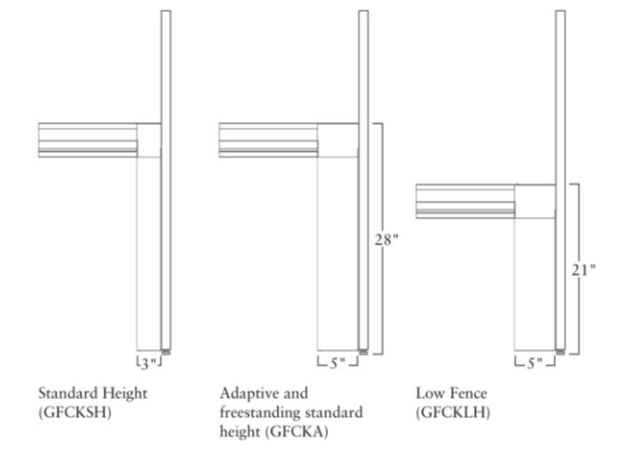 28"
21"
3"
5"
5"
Standard Height
(GFCKSH)
Adaptive and
freestanding standard
height (GFCKA)
Low Fence
(GFCKLH)